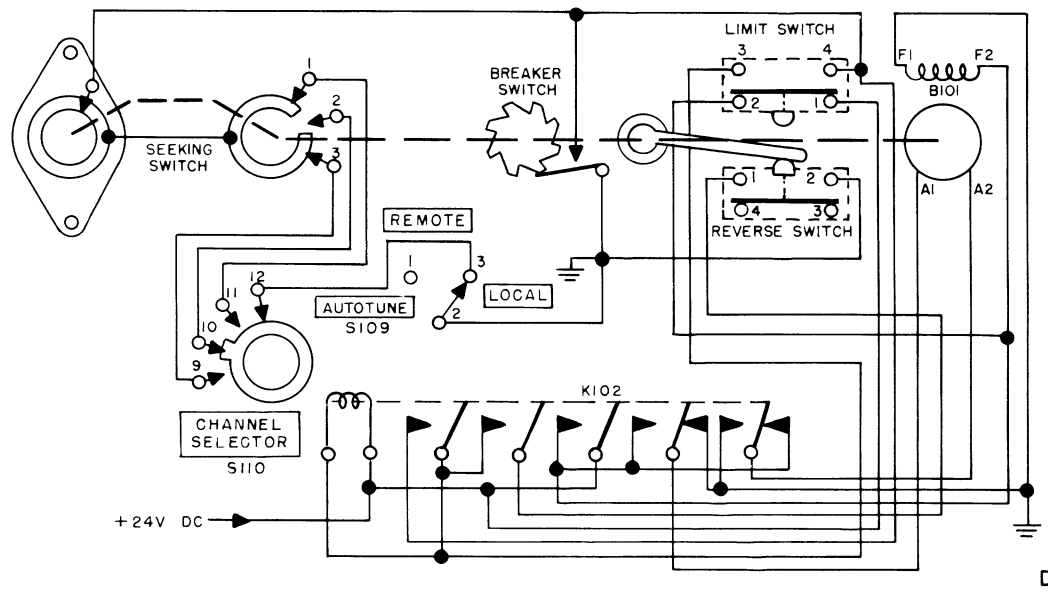 LIMIT SWITCH
3 4
F1 F2
B101
1
2
3
BREAKER
SWITCH
2 1
SEEKING
SWITCH
1 2
A1 A2
4 3
REVERSE SWITCH
REMOTE
1
3
LOCAL
2
AUTOTUNE
S109
12
11
10
9
CHANNEL
SELECTOR
S110
K102
+24V DC